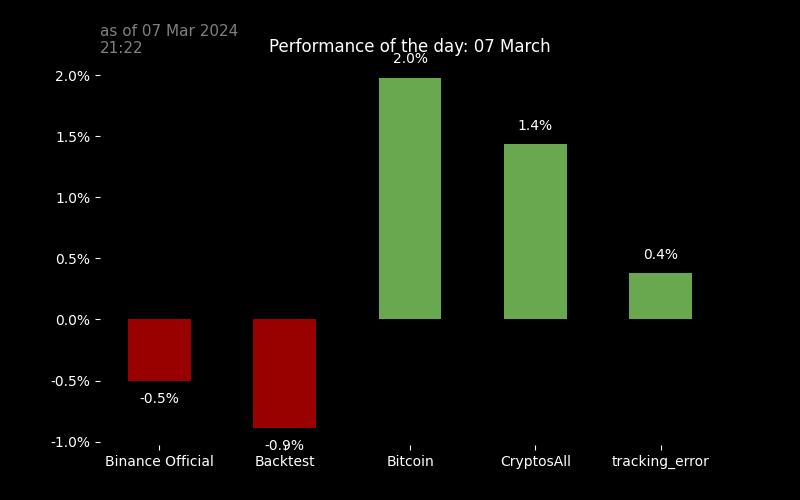 as of 07 Mar 2024
21:22
Performance of the day: 07 March
2.0%
2.0%
1.5%
1.4%
1.0%
0.5%
0.4%
0.0%
-0.5%
-0.5%
-1.0%
-0.9%
Binance Official
Backtest
Bitcoin
CryptosAll
tracking_error